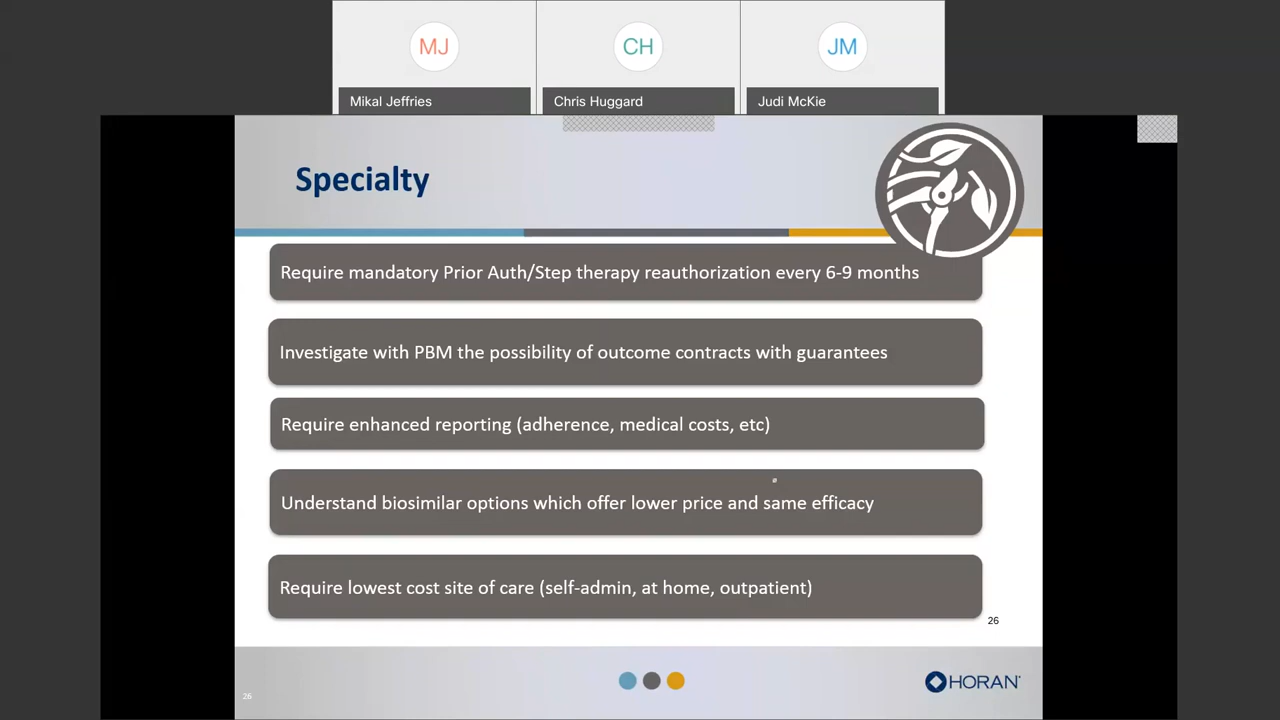 MJ
CH
JM
Mikal Jeffries
Chris Huggard
Judi McKie
Specialty
Require mandatory Prior Auth/Step therapy reauthorization every 6-9 months
Investigate with PBM the possibility of outcome contracts with guarantees
Require enhanced reporting (adherence, medical costs, etc)
Understand biosimilar options which offer lower price and same efficacy
Require lowest cost site of care (self-admin, at home, outpatient)
26
26
HORAN